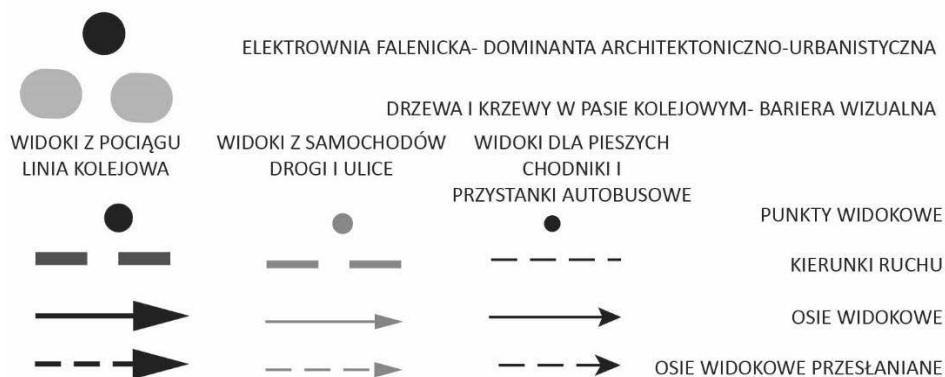 ELEKTROWNIA FALENICKA- DOMINANTA ARCHITEKTONICZNO-URBANISTYCZNA
DRZEWA I KRZEWY W PASIE KOLEJOWYM- BARIERA WIZUALNA
WIDOKI Z POCIĄGU
LINIA KOLEJOWA
WIDOKI Z SAMOCHODÓW
DROGI I ULICE
WIDOKI DLA PIESZYCH
CHODNIKI I
PRZYSTANKI AUTOBUSOWE
PUNKTY WIDOKOWE
KIERUNKI RUCHU
OSIE WIDOKOWE
OSIE WIDOKOWE PRZESŁANIANE